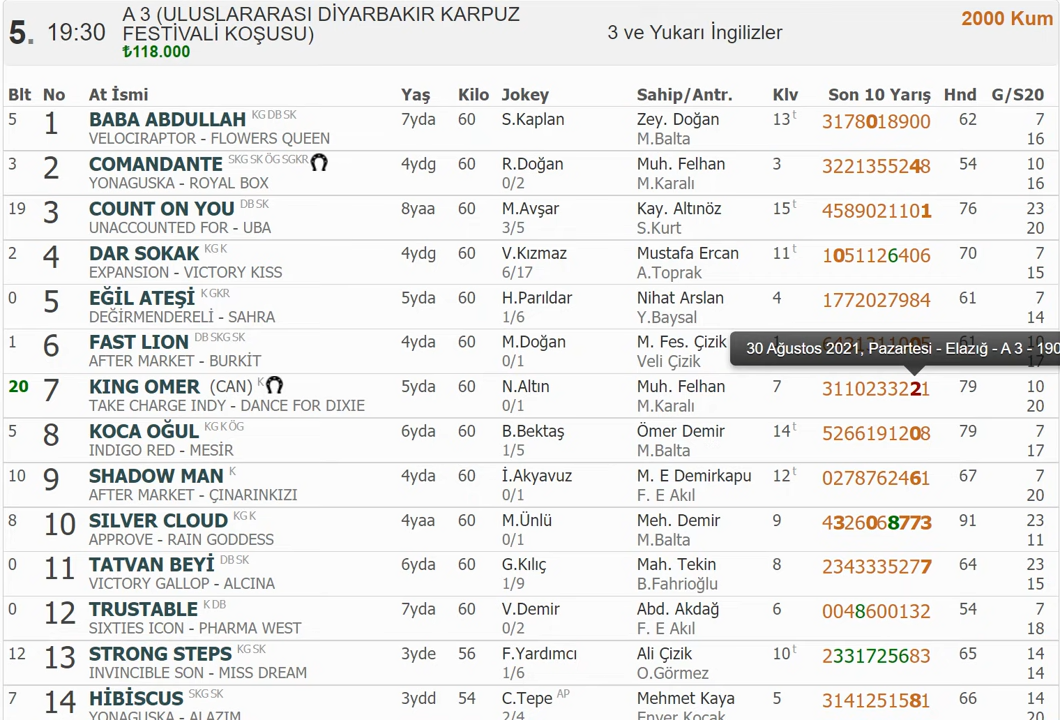 5. 19:30 A 3 (ULUSLARARASI DİYARBAKIR KARPUZ FESTİVALİ KOŞUSU) 3 ve Yukarı İngilizler 2000 Kum
₺118.000
Blt No At İsmi Yaş Kilo Jokey Sahip/Antr. Klv Son 10 Yarış Hnd G/S20
5 1 BABA ABDULLAH KG DB SK 7yda 60 S.Kaplan Zey. Doğan 13 t 3178018900 62 7
VELOCIRAPTOR - FLOWERS QUEEN M.Balta 16
3 2 COMANDANTE SKG SK ÖG SGKR 4ydg 60 R.Doğan Muh. Felhan 3 3221355248 54 10
YONAGUSKA - ROYAL BOX 0/2 M.Karalı 16
19 3 COUNT ON YOU DB SK 8yaa 60 M.Avşar Kay. Altınöz 15 t 4589021101 76 23
UNACCOUNTED FOR - UBA 3/5 S.Kurt 20
2 4 DAR SOKAK KG K 4ydg 60 V.Kızmaz Mustafa Ercan 11 t 1051126406 70 7
EXPANSION - VICTORY KISS 6/17 A.Toprak 15
0 5 EĞİL ATEŞİ K GKR 5yda 60 H.Parıldar Nihat Arslan 4 1772027984 61 7
DEĞİRMENDERELİ - SAHRA 1/6 Y.Baysal 14
1 6 FAST LION DB SKG SK 4yda 60 M.Doğan M. Fes. Çizik
AFTER MARKET - BURKİT 0/1 Veli Çizik 17
30 Ağustos 2021, Pazartesi - Elazığ - A 3 - 190
20 7 KING OMER (CAN) K 5yda 60 N.Altın Muh. Felhan 7 3110233221 79 10
TAKE CHARGE INDY - DANCE FOR DIXIE 0/1 M.Karalı 20
5 8 KOCA OĞUL KG K ÖG 6yda 60 B.Bektaş Ömer Demir 14 t 5266191208 79 7
INDIGO RED - MESİR 1/5 M.Balta 17
10 9 SHADOW MAN K 4yda 60 İ.Akyavuz M. E Demirkapu 12 t 0278762461 67 7
AFTER MARKET - ÇINARINKIZI 0/1 F. E Akıl 20
8 10 SILVER CLOUD KG K 4yaa 60 M.Ünlü Meh. Demir 9 4326068773 91 23
APPROVE - RAIN GODDESS 0/1 M.Balta 11
0 11 TATVAN BEYİ DB SK 6yda 60 G.Kılıç Mah. Tekin 8 2343335277 64 23
VICTORY GALLOP - ALCINA 1/9 B.Fahrioğlu 15
0 12 TRUSTABLE K DB 7yda 60 V.Demir Abd. Akdağ 6 0048600132 54 7
SIXTIES ICON - PHARMA WEST 0/2 F. E Akıl 18
12 13 STRONG STEPS KG SK 3yde 56 F.Yardımcı Ali Çizik 10 t 2331725683 65 14
INVINCIBLE SON - MISS DREAM 1/6 O.Görmez 14
7 14 HİBİSCUS SKG SK 3ydd 54 C.Tepe AP Mehmet Kaya 5 3141251581 66 14
YONAGUSKA - ALAZIM 2/4 Enver Koçak 20